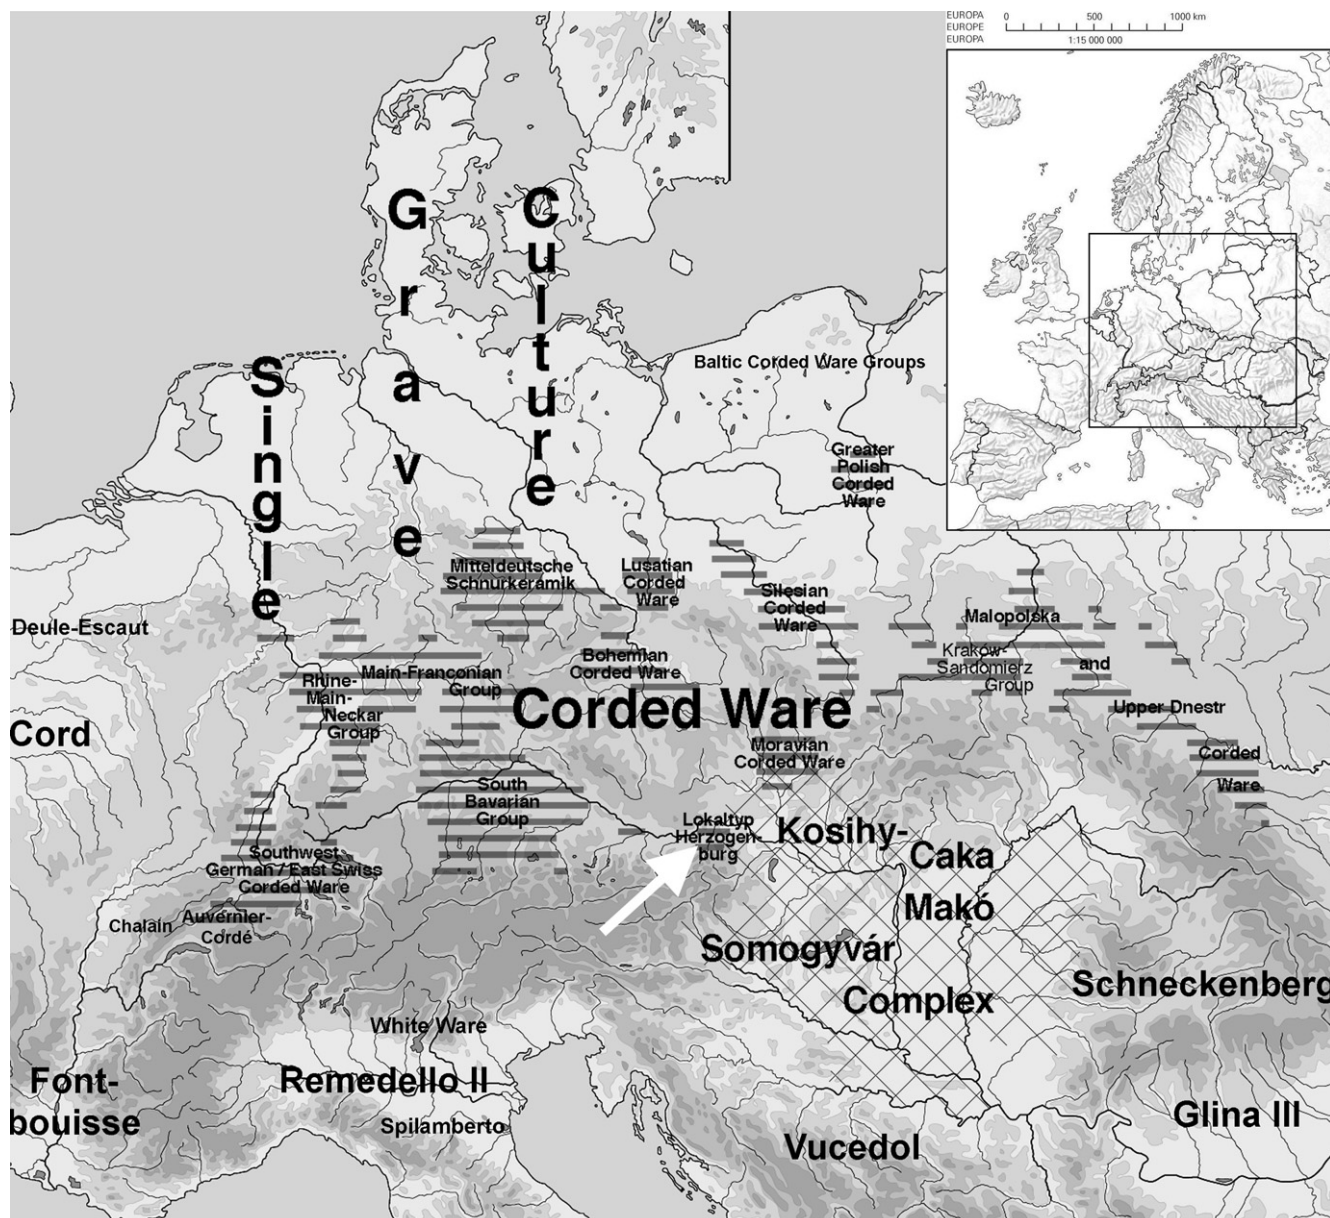 EUROPA
EUROPE
EUROPA
0 500 1000 km
1:15 000 000
Single
Grave
Culture
Baltic Corded Ware Groups
Greater
Polish
Corded
Ware
Mitteldeutsche
Schnurkeramik
Lusatian
Corded
Ware
Silesian
Corded
Ware
Malopolska
and
Upper Dnestr
Corded
Ware
Kraków-
Sandomierz
Group
Deule-Escaut
Bohemian
Corded Ware
Main-Franconian
Group
Rhine-
Main-
Neckar
Group
Corded Ware
Cord
Moravian
Corded Ware
South
Bavarian
Group
Lokaltyp
Herzogen-
burg
Kosihy-
Caka
Makó
Somogyvár
Complex
Southwest
German / East Swiss
Corded Ware
Auvernier-
Cordé
Chalain
Schneckenberg
White Ware
Remedello II
Spilamberto
Font-
bouisse
Glina III
Vucedol